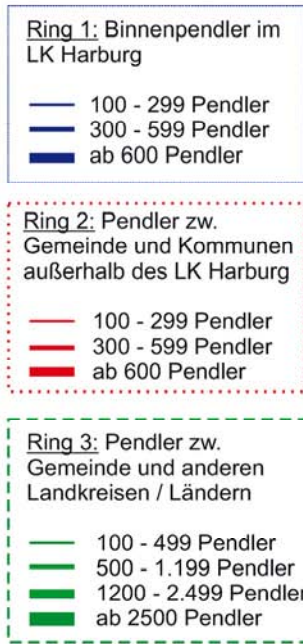 Ring 1: Binnenpendler im
LK Harburg
100 - 299 Pendler
300 - 599 Pendler
ab 600 Pendler
Ring 2: Pendler zw.
Gemeinde und Kommunen
außerhalb des LK Harburg
100 - 299 Pendler
300 - 599 Pendler
ab 600 Pendler
Ring 3: Pendler zw.
Gemeinde und anderen
Landkreisen / Ländern
100 - 499 Pendler
500 - 1.199 Pendler
1200 - 2.499 Pendler
ab 2500 Pendler